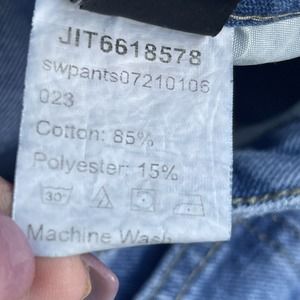 JIT6618578
swpants07210106
023
Cotton: 85%
Polyester: 15%
30°
Machine Wash